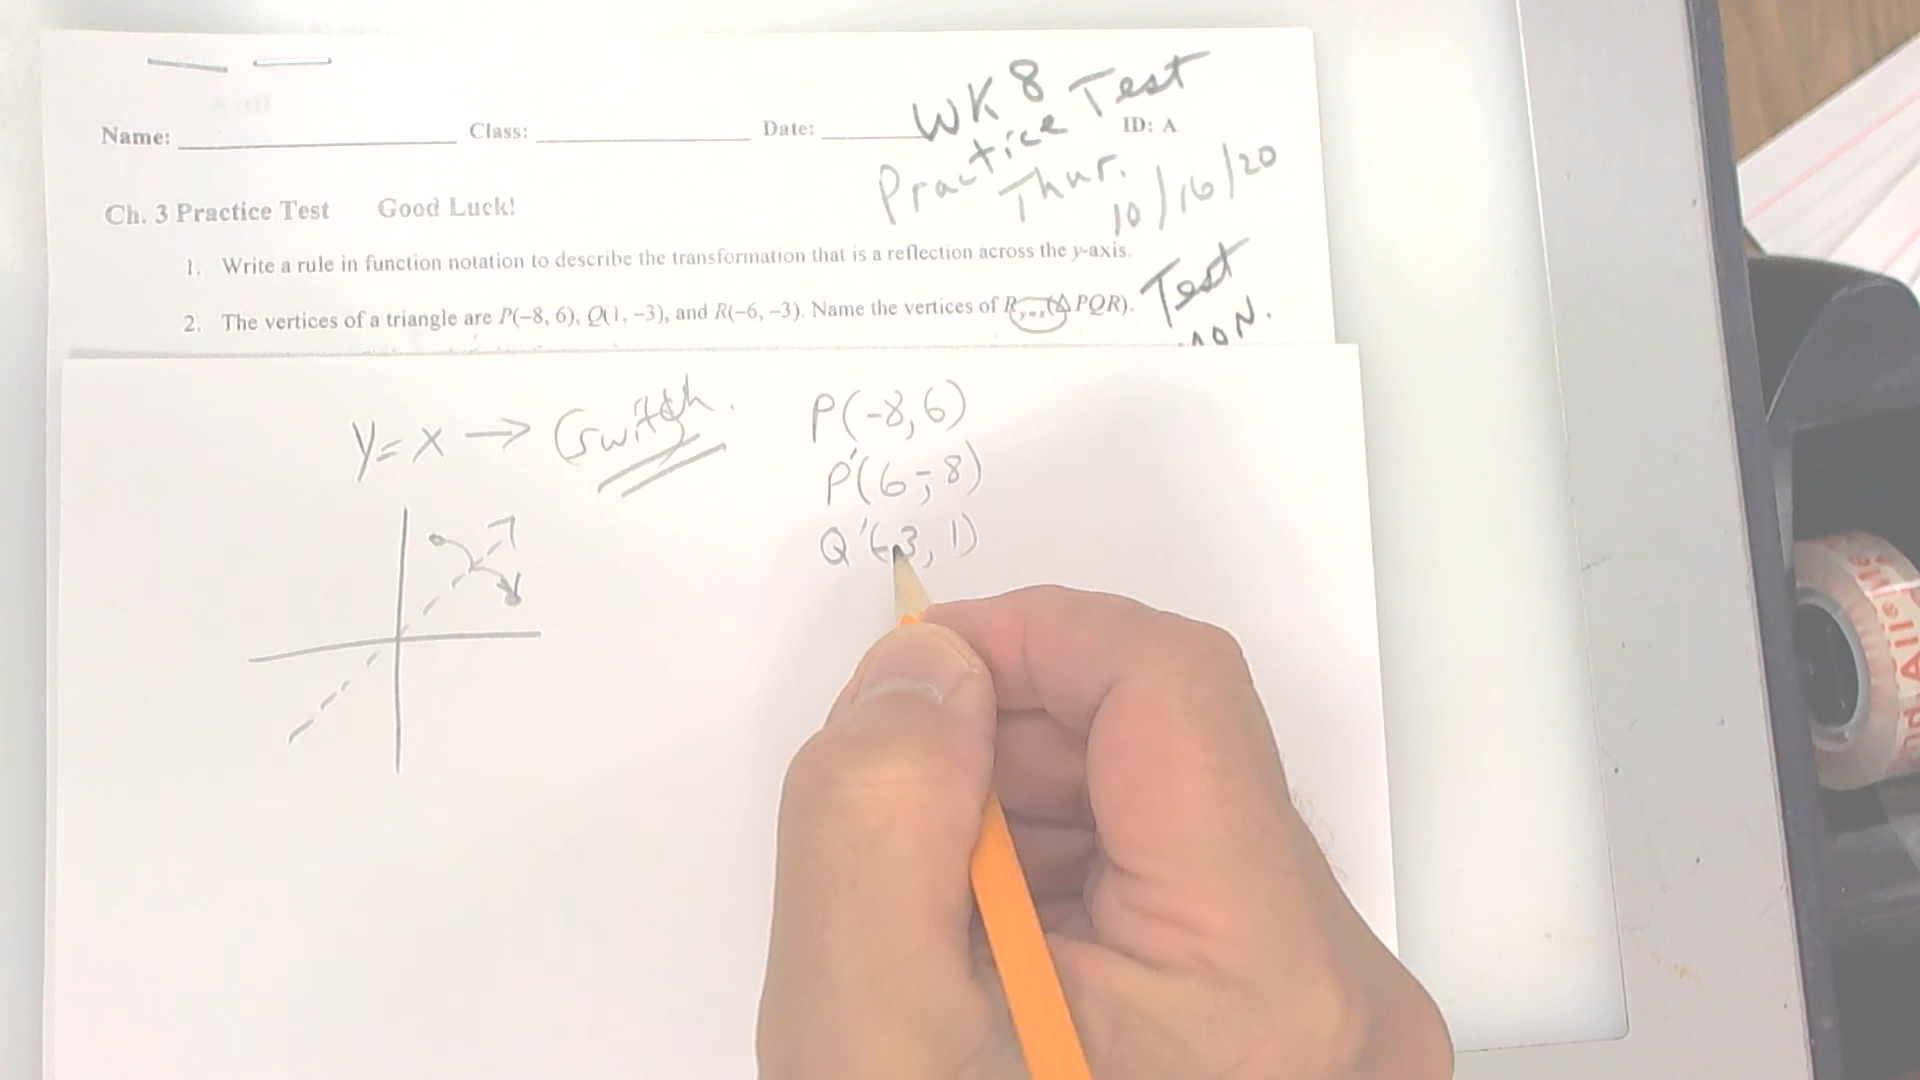 WK 8
Practice Test
Thur.
10/16/20
Name: Class: Date: ID: A
Ch. 3 Practice Test Good Luck!
1. Write a rule in function notation to describe the transformation that is a reflection across the y-axis.
2. The vertices of a triangle are P(−8, 6), Q(1, −3), and R(−6, −3). Name the vertices of R y=x (△ PQR).
Test
MON.
y=x → switch.
P(-8,6)
P'(6,-8)
Q'(-3, 1)